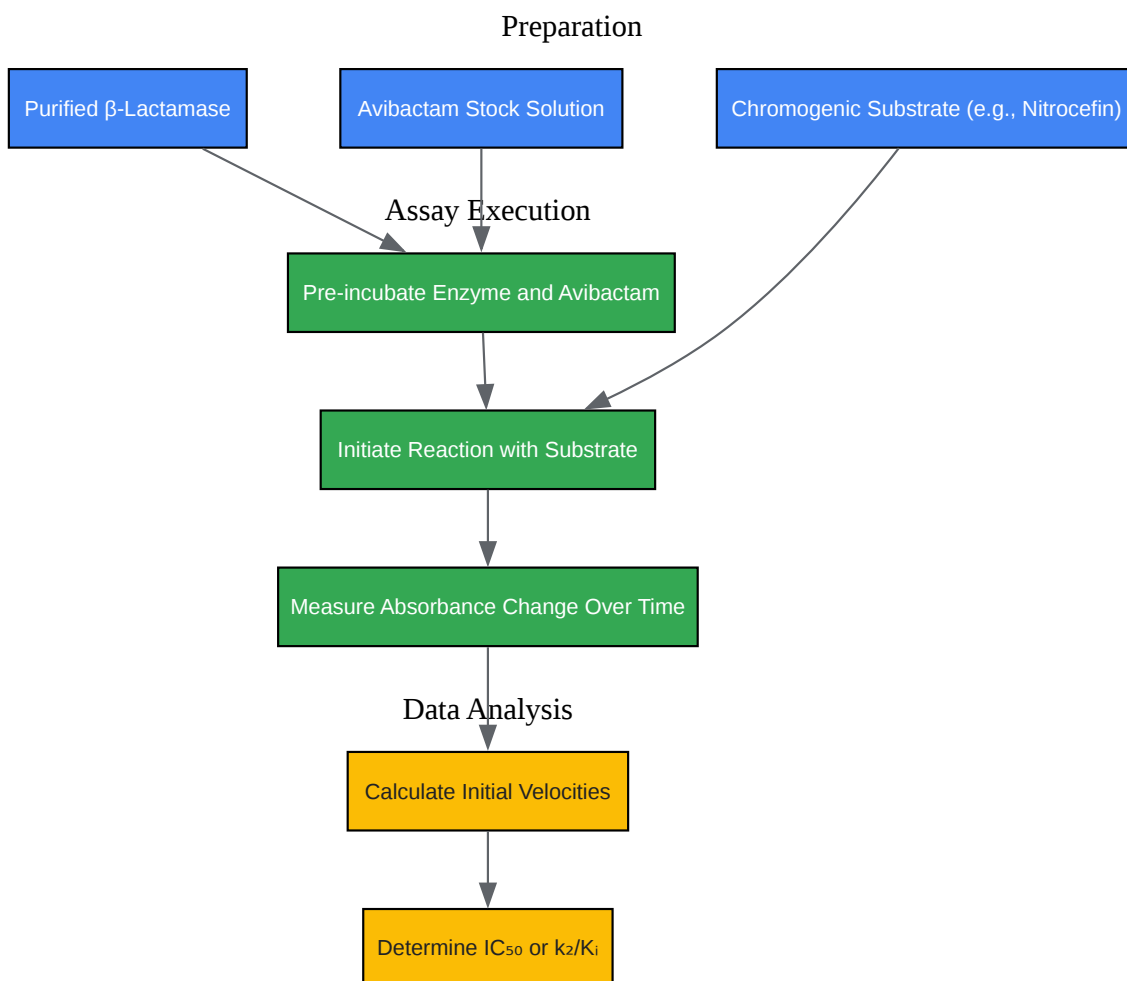 Preparation
Purified β-Lactamase
Avibactam Stock Solution
Chromogenic Substrate (e.g., Nitrocefin)
Assay Execution
Pre-incubate Enzyme and Avibactam
Initiate Reaction with Substrate
Measure Absorbance Change Over Time
Data Analysis
Calculate Initial Velocities
Determine IC₅₀ or k₂/Kᵢ